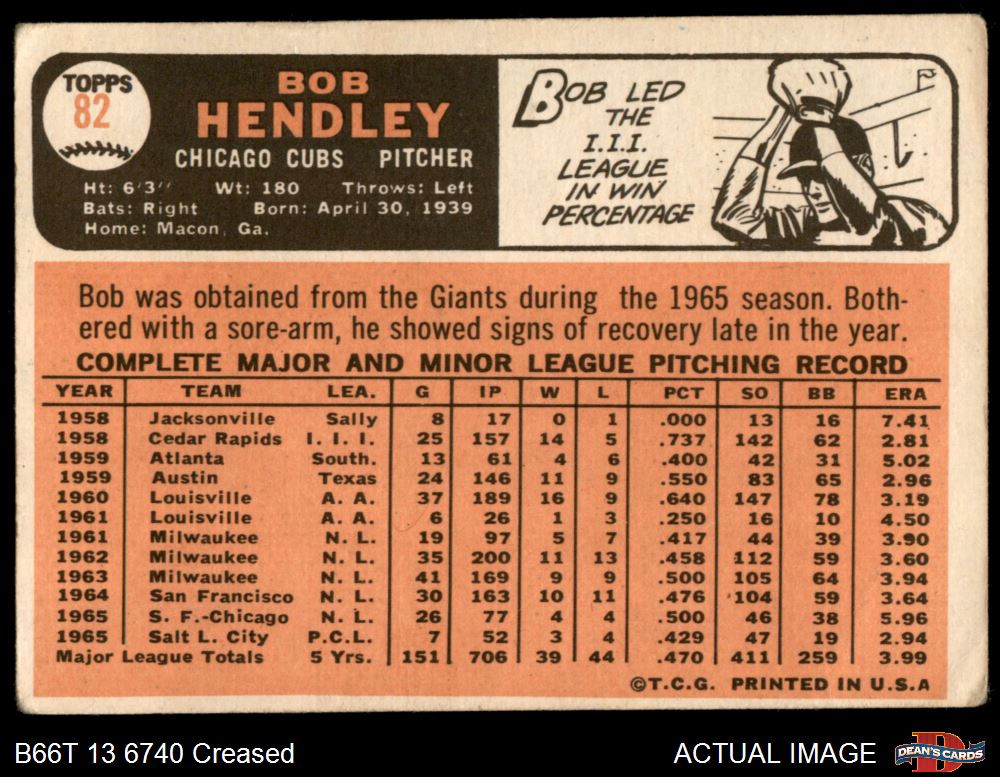 TOPPS
82
BOB
HENDLEY
CHICAGO CUBS PITCHER
Ht: 6'3" Wt: 180 Throws: Left
Bats: Right Born: April 30, 1939
Home: Macon, Ga.
BOB LED
THE
I.I.I.
LEAGUE
IN WIN
PERCENTAGE
Bob was obtained from the Giants during the 1965 season. Both-
ered with a sore-arm, he showed signs of recovery late in the year.
COMPLETE MAJOR AND MINOR LEAGUE PITCHING RECORD
YEAR TEAM LEA. G IP W L PCT SO BB ERA
1958 Jacksonville Sally 8 17 0 1 .000 13 16 7.41
1958 Cedar Rapids I. I. I. 25 157 14 5 .737 142 62 2.81
1959 Atlanta South. 13 61 4 6 .400 42 31 5.02
1959 Austin Texas 24 146 11 9 .550 83 65 2.96
1960 Louisville A. A. 37 189 16 9 .640 147 78 3.19
1961 Louisville A. A. 6 26 1 3 .250 16 10 4.50
1961 Milwaukee N. L. 19 97 5 7 .417 44 39 3.90
1962 Milwaukee N. L. 35 200 11 13 .458 112 59 3.60
1963 Milwaukee N. L. 41 169 9 9 .500 105 64 3.94
1964 San Francisco N. L. 30 163 10 11 .476 104 59 3.64
1965 S. F.-Chicago N. L. 26 77 4 4 .500 46 38 5.96
1965 Salt L. City P.C.L. 7 52 3 4 .429 47 19 2.94
Major League Totals 5 Yrs. 151 706 39 44 .470 411 259 3.99
©T.C.G. PRINTED IN U.S.A
B66T 13 6740 Creased
ACTUAL IMAGE
DEAN'S CARDS